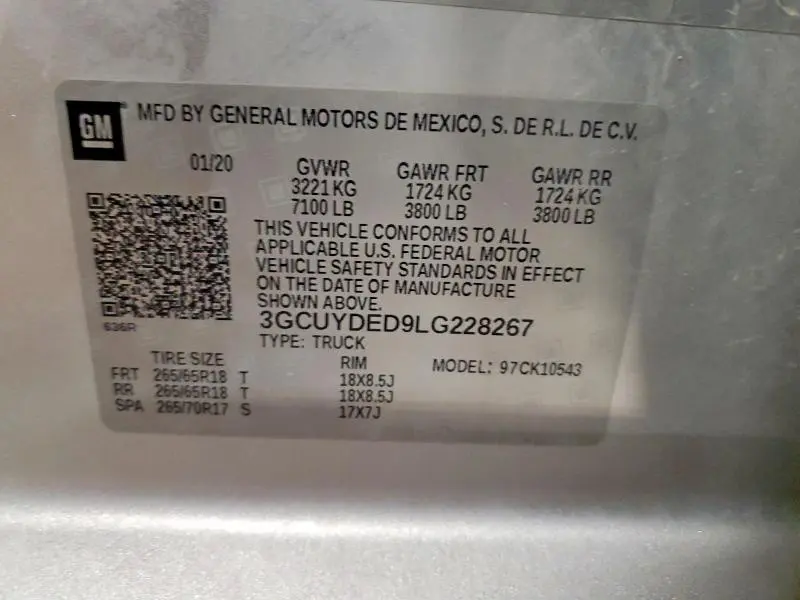 GM MFD BY GENERAL MOTORS DE MEXICO, S. DE R.L. DE C.V.
01/20 GVWR GAWR FRT GAWR RR
3221 KG 1724 KG 1724 KG
7100 LB 3800 LB 3800 LB
THIS VEHICLE CONFORMS TO ALL
APPLICABLE U.S. FEDERAL MOTOR
VEHICLE SAFETY STANDARDS IN EFFECT
ON THE DATE OF MANUFACTURE
SHOWN ABOVE.
636R
3GCUYDED9LG228267
TYPE: TRUCK
TIRE SIZE RIM MODEL: 97CK10543
FRT 265/65R18 T 18X8.5J
RR 265/65R18 T 18X8.5J
SPA 265/70R17 S 17X7J